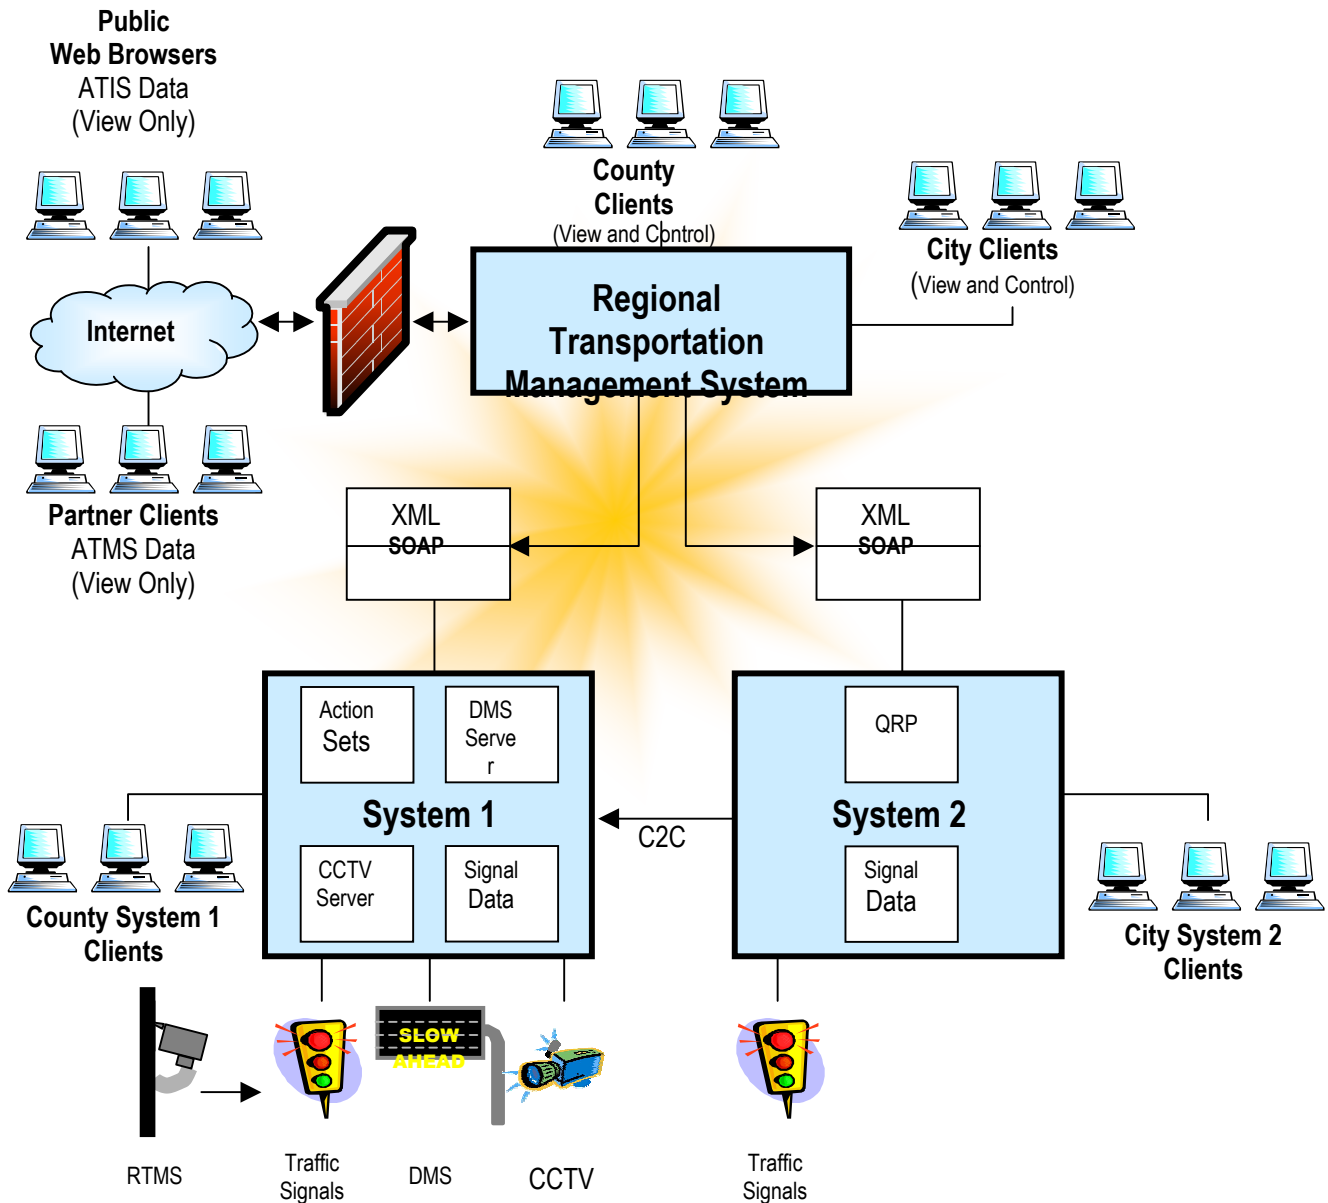 Public
Web Browsers
ATIS Data
(View Only)
County
Clients
(View and Control)
City Clients
(View and Control)
Internet
Regional
Transportation
Management System
Partner Clients
ATMS Data
(View Only)
XML
SOAP
XML
SOAP
Action
Sets
DMS
Serve
r
System 1
CCTV
Server
Signal
Data
C2C
QRP
System 2
Signal
Data
County System 1
Clients
City System 2
Clients
SLOW
AHEAD
RTMS
Traffic
Signals
DMS
CCTV
Traffic
Signals